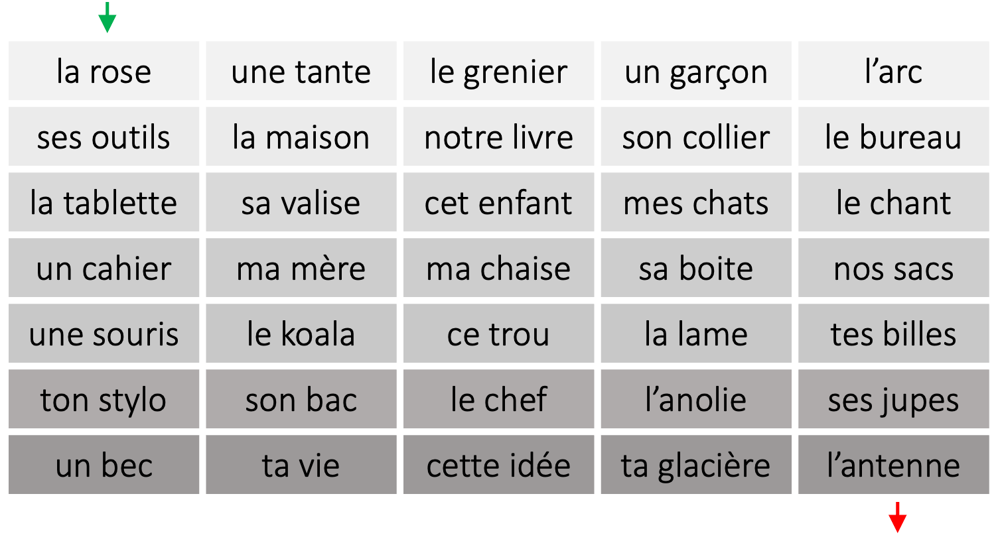 la rose une tante le grenier un garçon l’arc
ses outils la maison notre livre son collier le bureau
la tablette sa valise cet enfant mes chats le chant
un cahier ma mère ma chaise sa boite nos sacs
une souris le koala ce trou la lame tes billes
ton stylo son bac le chef l’anolie ses jupes
un bec ta vie cette idée ta glacière l’antenne